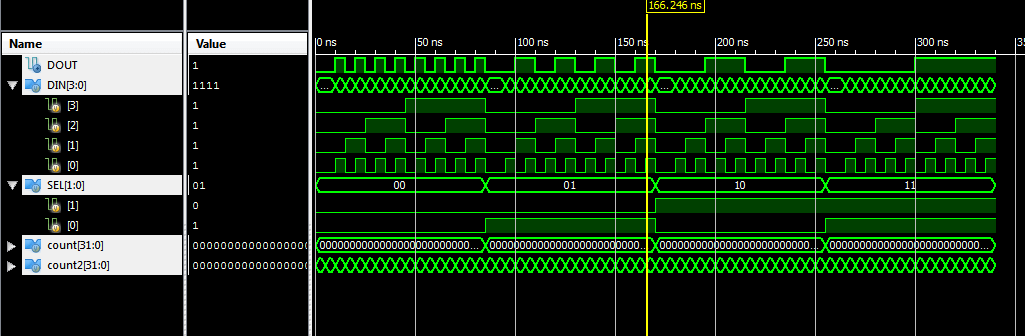 166.246 ns
Name Value 0 ns 50 ns 100 ns 150 ns 200 ns 250 ns 300 ns
DOUT 1
DIN[3:0] 1111 ... ... ... ...
[3] 1
[2] 1
[1] 1
[0] 1
SEL[1:0] 01 00 01 10 11
[1] 0
[0] 1
count[31:0]
count2[31:0]